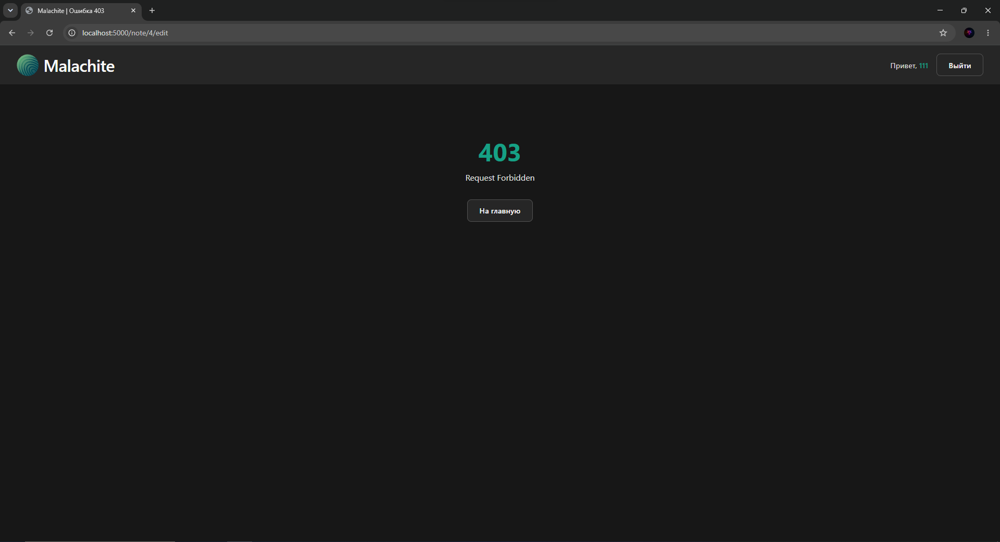 Malachite | Ошибка 403
localhost:5000/note/4/edit
Malachite
Привет, 111
Выйти
403
Request Forbidden
На главную